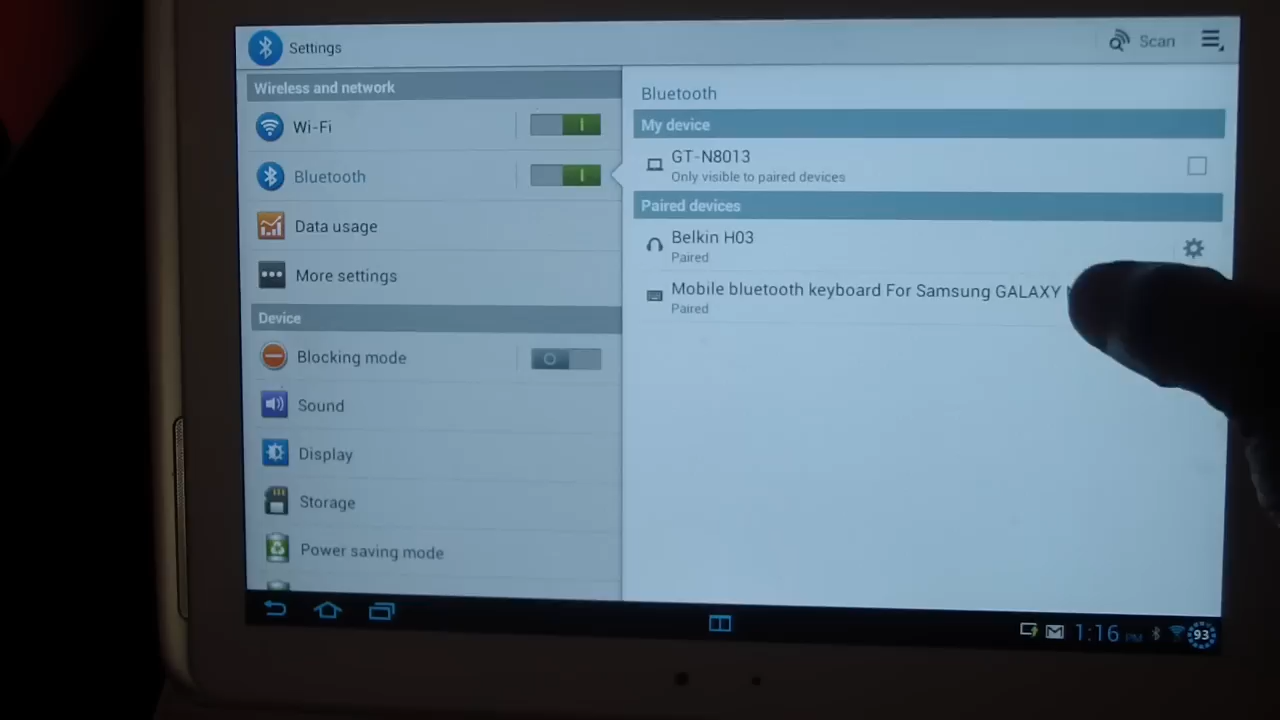 Settings
Scan
Wireless and network
Wi-Fi
Bluetooth
Data usage
More settings
Device
Blocking mode
Sound
Display
Storage
Power saving mode
Bluetooth
My device
GT-N8013
Only visible to paired devices
Paired devices
Belkin H03
Paired
Mobile bluetooth keyboard For Samsung GALAXY
Paired
1:16 PM
93